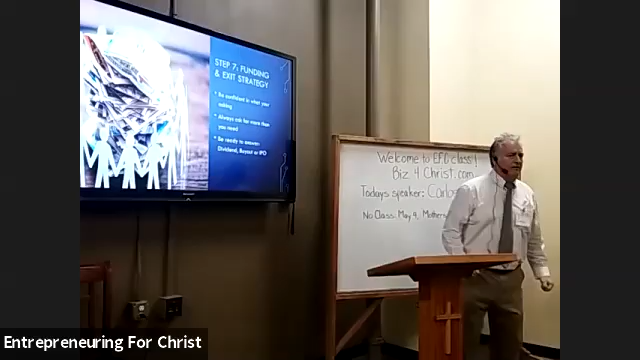 STEP 7: FUNDING
& EXIT STRATEGY
• Be confident in what your
asking
• Always ask for more than
you need
• Be ready to answer:
Dividend, Buyout or IPO
Welcome to EFC class!
Biz 4 Christ.com
Todays speaker: Carlos
No Class: May 4, Mothers
Entrepreneuring For Christ